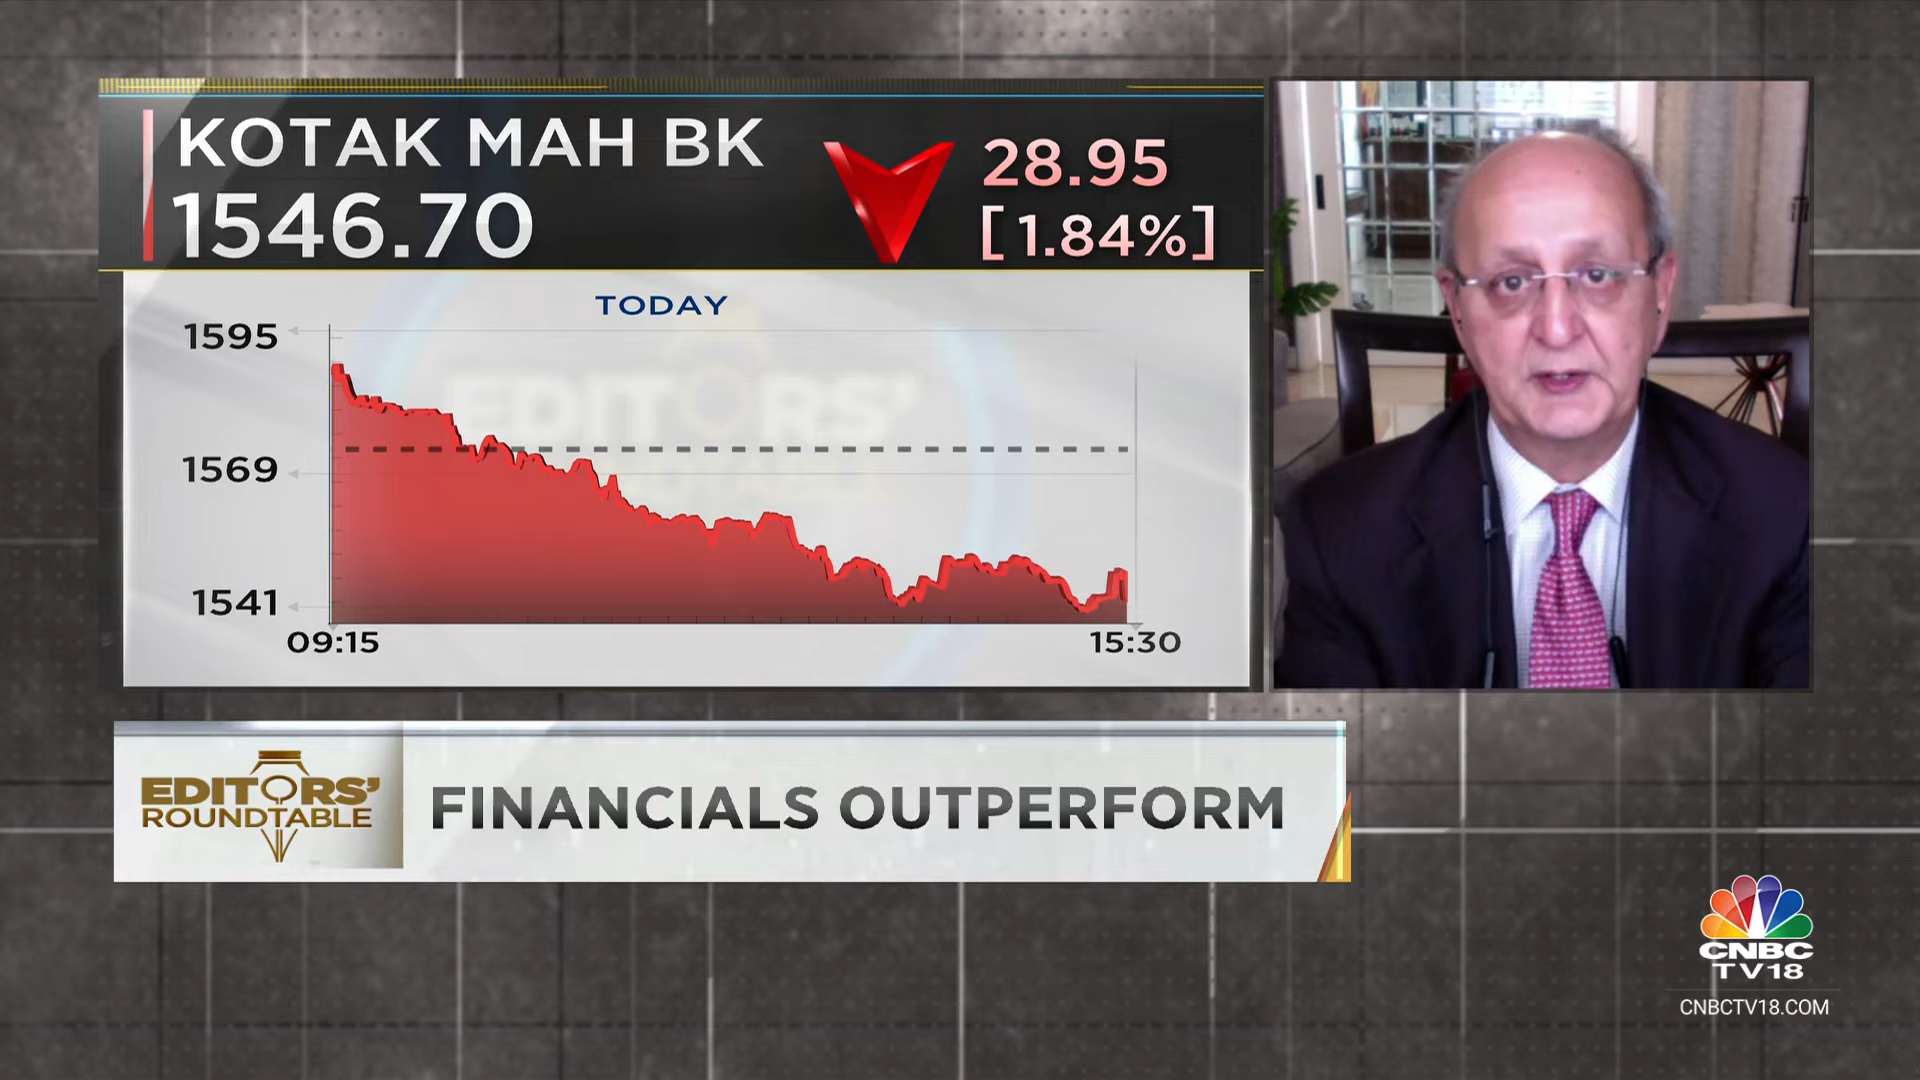 KOTAK MAH BK
1546.70
28.95
[1.84%]
TODAY
1595
1569
1541
09:15
15:30
EDITORS'
EDITORS'
ROUNDTABLE
FINANCIALS OUTPERFORM
CNBC
TV18
CNBCTV18.COM